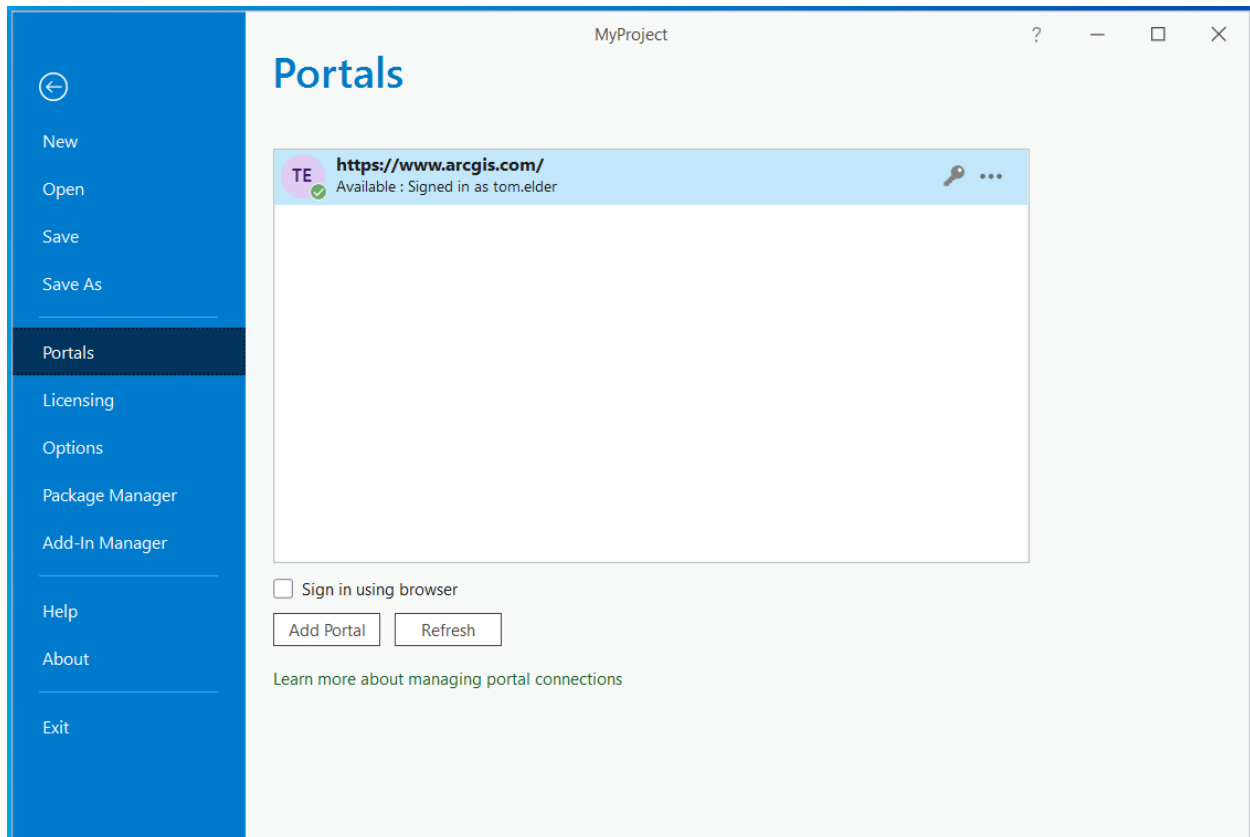 MyProject
?
Portals
New
Open
Save
Save As
Portals
Licensing
Options
Package Manager
Add-In Manager
Help
About
Exit
TE
https://www.arcgis.com/
Available : Signed in as tom.elder
Sign in using browser
Add Portal
Refresh
Learn more about managing portal connections